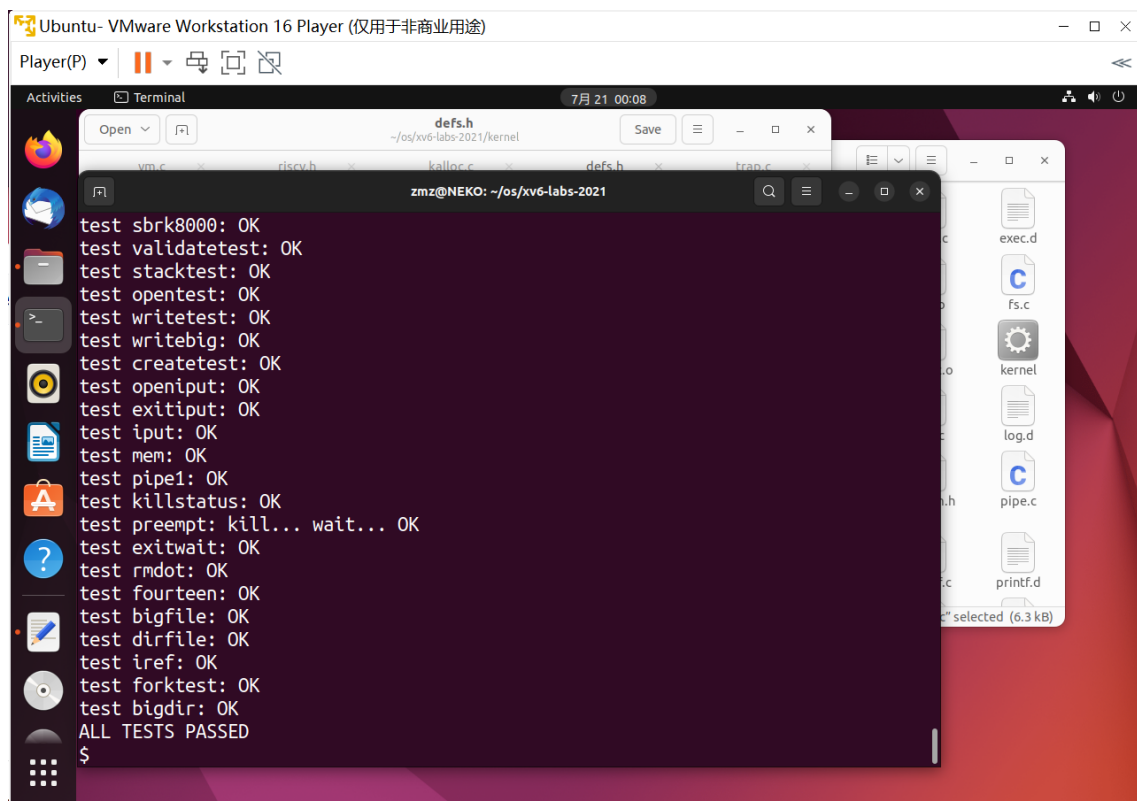 Ubuntu- VMware Workstation 16 Player (仅用于非商业用途)
Player(P)
Activities
Terminal
7月 21 00:08
Open
defs.h
~/os/xv6-labs-2021/kernel
Save
vm.c
riscv.h
kalloc.c
defs.h
trap.c
zmz@NEKO: ~/os/xv6-labs-2021
test sbrk8000: OK
test validatetest: OK
test stacktest: OK
test opentest: OK
test writetest: OK
test writebig: OK
test createtest: OK
test openiput: OK
test exitiput: OK
test iput: OK
test mem: OK
test pipe1: OK
test killstatus: OK
test preempt: kill... wait... OK
test exitwait: OK
test rmdot: OK
test fourteen: OK
test bigfile: OK
test dirfile: OK
test iref: OK
test forktest: OK
test bigdir: OK
ALL TESTS PASSED
$
exec.d
fs.c
kernel
log.d
pipe.c
printf.d
c” selected (6.3 kB)